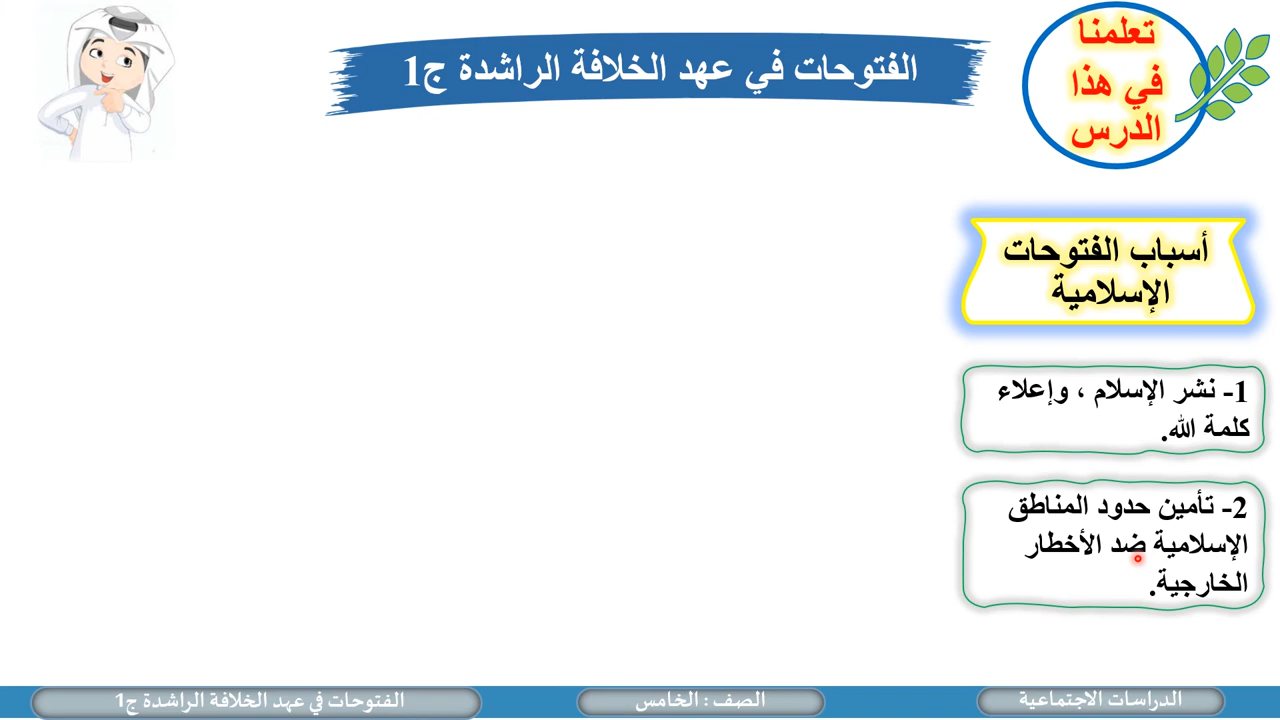 تعلمنا
في هذا
الدرس
الفتوحات في عهد الخلافة الراشدة ج1
أسباب الفتوحات
الإسلامية
1- نشر الإسلام ، وإعلاء
كلمة الله.
2- تأمين حدود المناطق
الإسلامية ضد الأخطار
الخارجية.
الدراسات الاجتماعية
الصف : الخامس
الفتوحات في عهد الخلافة الراشدة ج1